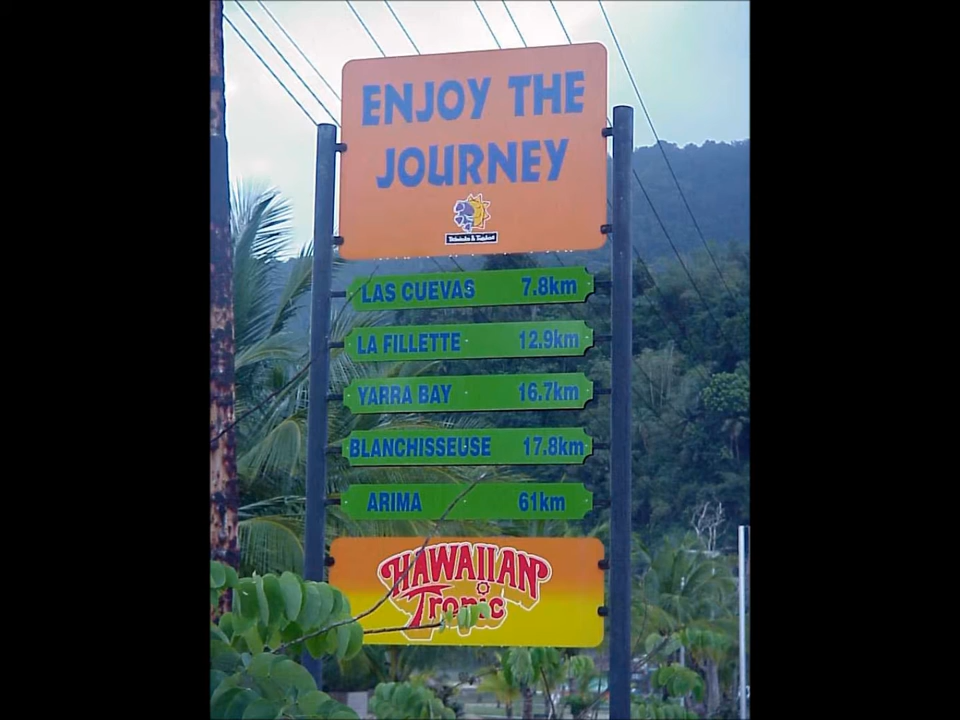 ENJOY THE
JOURNEY
LAS CUEVAS 7.8km
LA FILLETTE 12.9km
YARRA BAY 16.7km
BLANCHISSEUSE 17.8km
ARIMA 61km
HAWAIIAN
Tropic